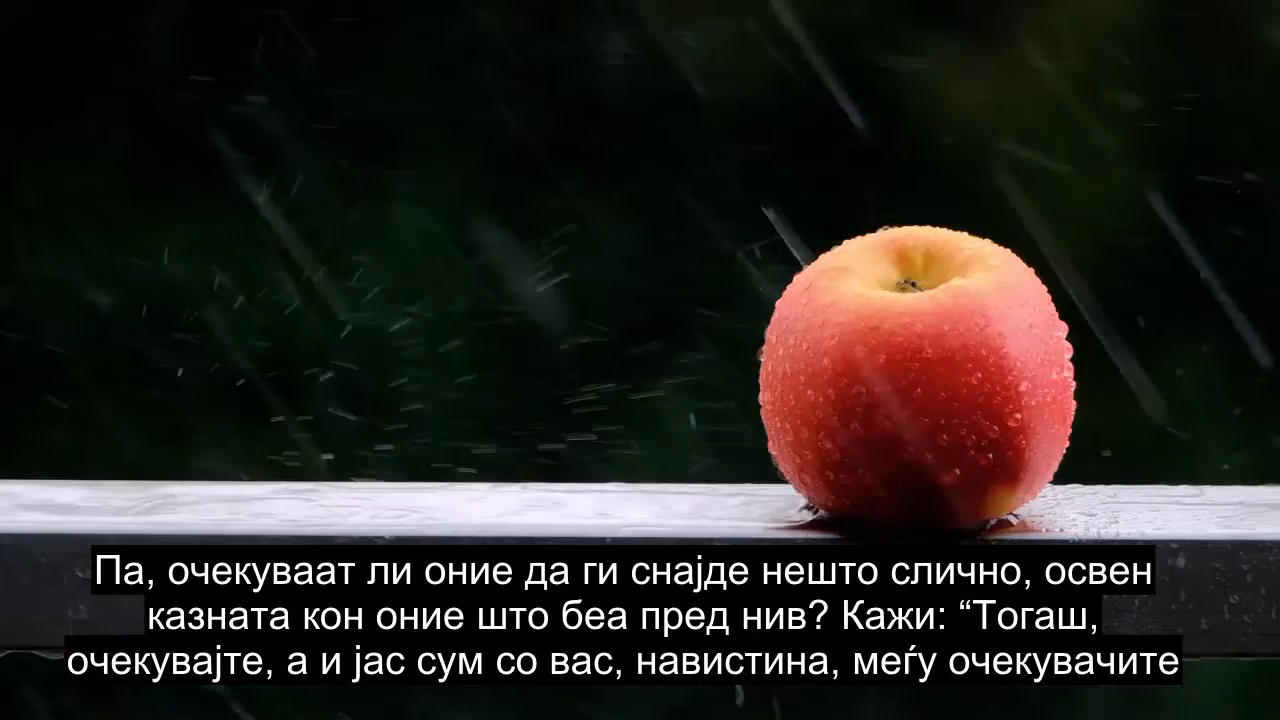 Па, очекуваат ли оние да ги снајде нешто слично, освен
казната кон оние што беа пред нив? Кажи: “Тогаш,
очекувајте, а и јас сум со вас, навистина, меѓу очекувачите